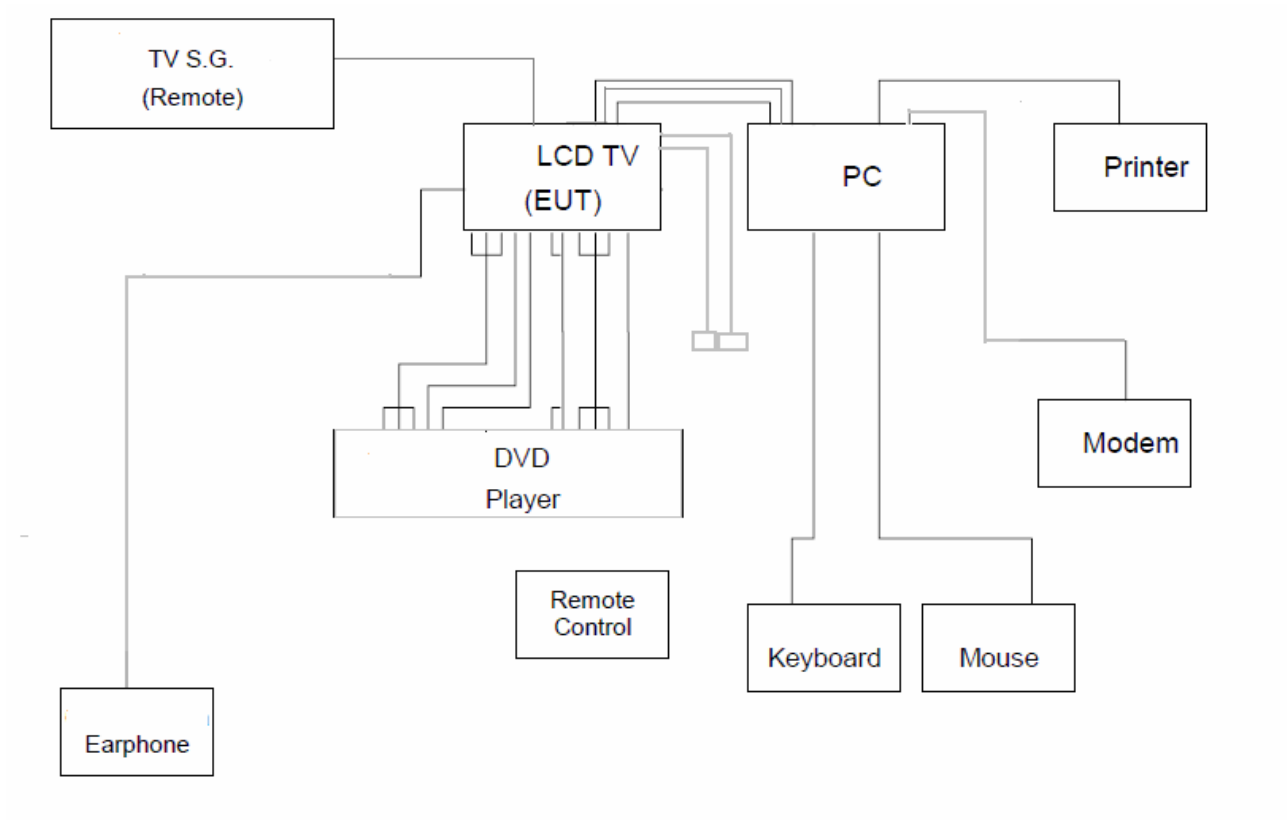 TV S.G.
(Remote)
LCD TV
(EUT)
PC
Printer
Modem
DVD
Player
Remote
Control
Keyboard
Mouse
Earphone